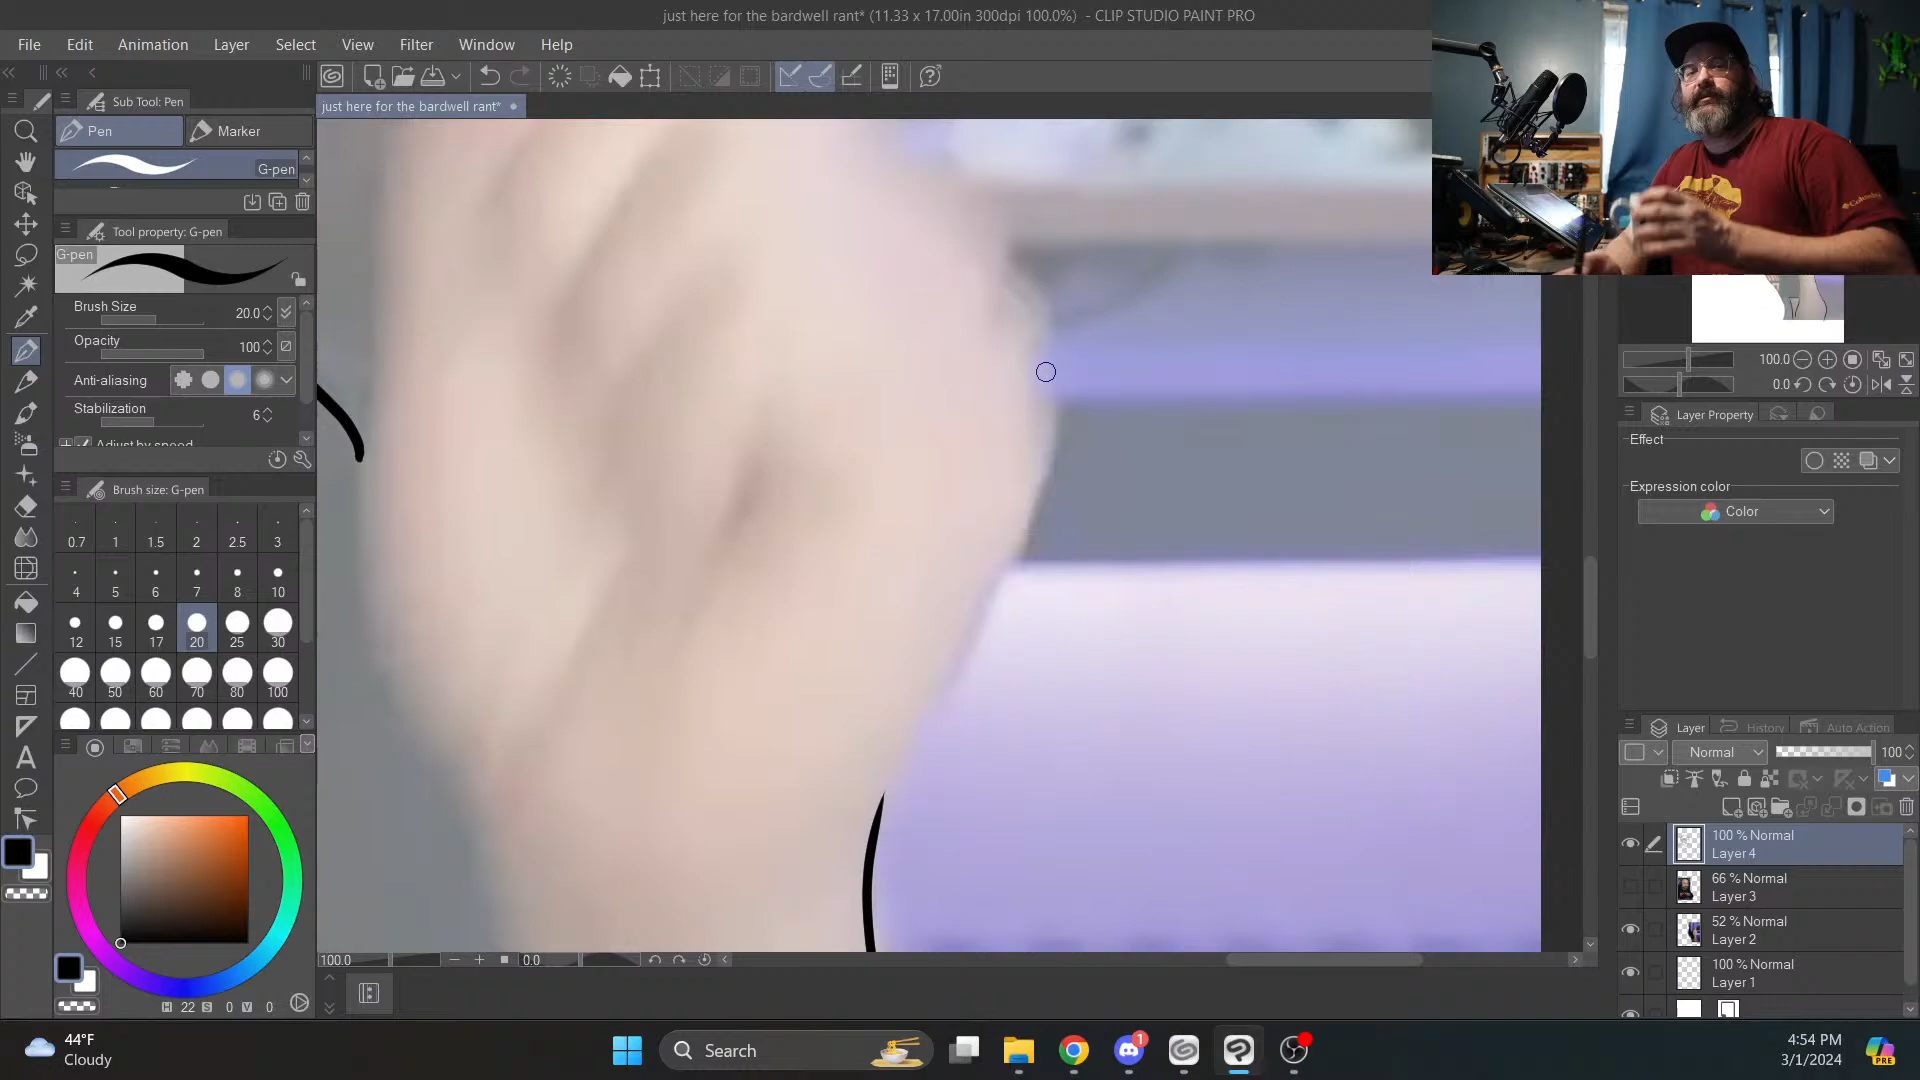 just here for the bardwell rant* (11.33 x 17.00in 300dpi 100.0%) - CLIP STUDIO PAINT PRO
File Edit Animation Layer Select View Filter Window Help
Sub Tool: Pen
just here for the bardwell rant*
Pen Marker
G-pen
Tool property: G-pen
G-pen
Brush Size 20.0
Opacity 100
Anti-aliasing
Stabilization 6
Adjust by speed
Brush size: G-pen
0.7 1 1.5 2 2.5 3
4 5 6 7 8 10
12 15 17 20 25 30
40 50 60 70 80 100
H 22 S 0 V 0
100.0 0.0
Columbia
100.0
0.0
Layer Property
Effect
Expression color
Color
Layer History Auto Action
Normal 100
100 % Normal
Layer 4
66 % Normal
Layer 3
52 % Normal
Layer 2
100 % Normal
Layer 1
44°F
Cloudy
Search
1
4:54 PM
3/1/2024
PRE